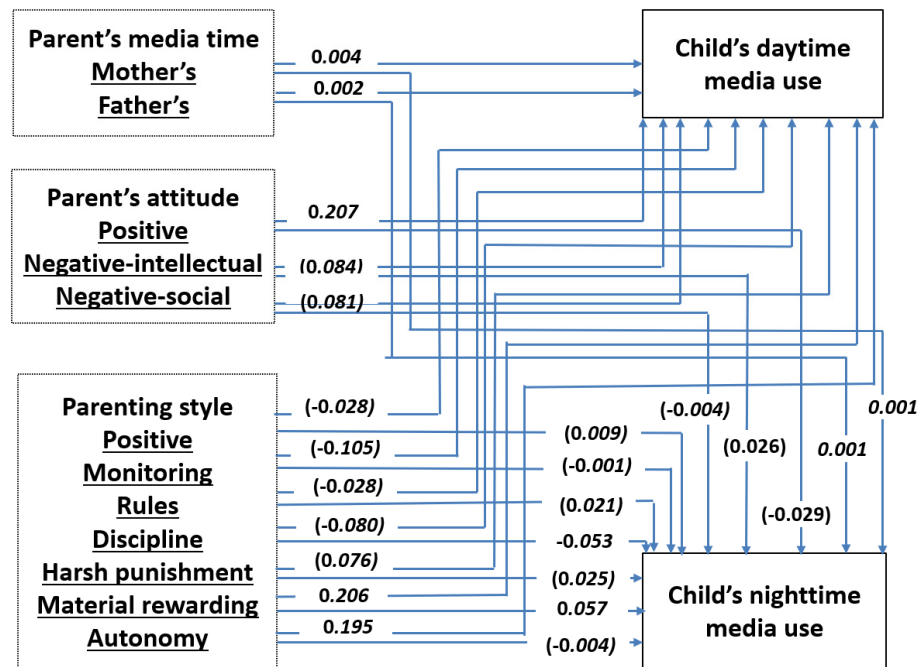 Parent's media time
Mother's
Father's
0.004
0.002
Child's daytime
media use
Parent's attitude
Positive
Negative-intellectual
Negative-social
0.207
(0.084)
(0.081)
Parenting style
Positive
Monitoring
Rules
Discipline
Harsh punishment
Material rewarding
Autonomy
(-0.028)
(-0.105)
(-0.028)
(-0.080)
(0.076)
0.206
0.195
(0.009)
(-0.001)
(0.021)
-0.053
(0.025)
0.057
(-0.004)
(-0.004)
(0.026)
(-0.029)
0.001
0.001
Child's nighttime
media use